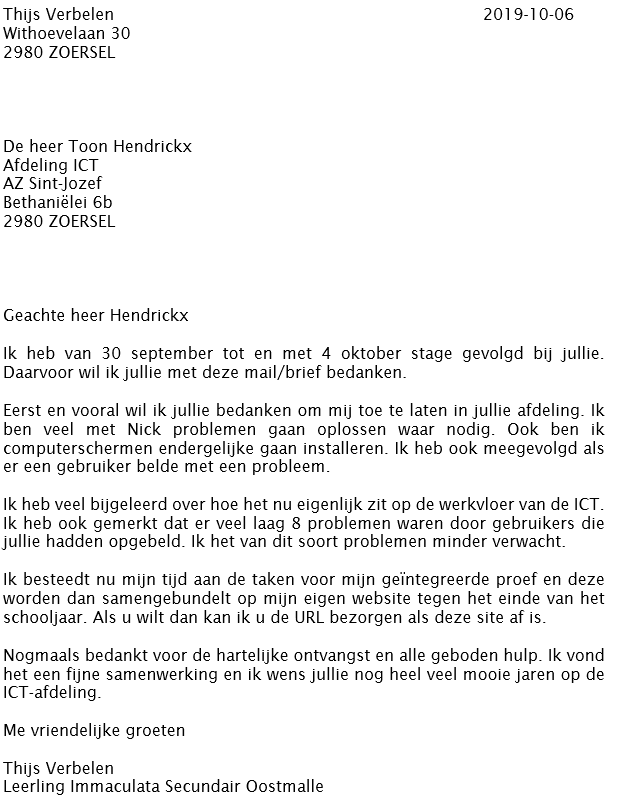 Thijs Verbelen 2019-10-06
Withoevelaan 30
2980 ZOERSEL
De heer Toon Hendrickx
Afdeling ICT
AZ Sint-Jozef
Bethaniëlei 6b
2980 ZOERSEL
Geachte heer Hendrickx
Ik heb van 30 september tot en met 4 oktober stage gevolgd bij jullie.
Daarvoor wil ik jullie met deze mail/brief bedanken.
Eerst en vooral wil ik jullie bedanken om mij toe te laten in jullie afdeling. Ik
ben veel met Nick problemen gaan oplossen waar nodig. Ook ben ik
computerschermen endergelijke gaan installeren. Ik heb ook meegevolgd als
er een gebruiker belde met een probleem.
Ik heb veel bijgeleerd over hoe het nu eigenlijk zit op de werkvloer van de ICT.
Ik heb ook gemerkt dat er veel laag 8 problemen waren door gebruikers die
jullie hadden opgebeld. Ik het van dit soort problemen minder verwacht.
Ik besteedt nu mijn tijd aan de taken voor mijn geïntegreerde proef en deze
worden dan samengebundelt op mijn eigen website tegen het einde van het
schooljaar. Als u wilt dan kan ik u de URL bezorgen als deze site af is.
Nogmaals bedankt voor de hartelijke ontvangst en alle geboden hulp. Ik vond
het een fijne samenwerking en ik wens jullie nog heel veel mooie jaren op de
ICT-afdeling.
Me vriendelijke groeten
Thijs Verbelen
Leerling Immaculata Secundair Oostmalle